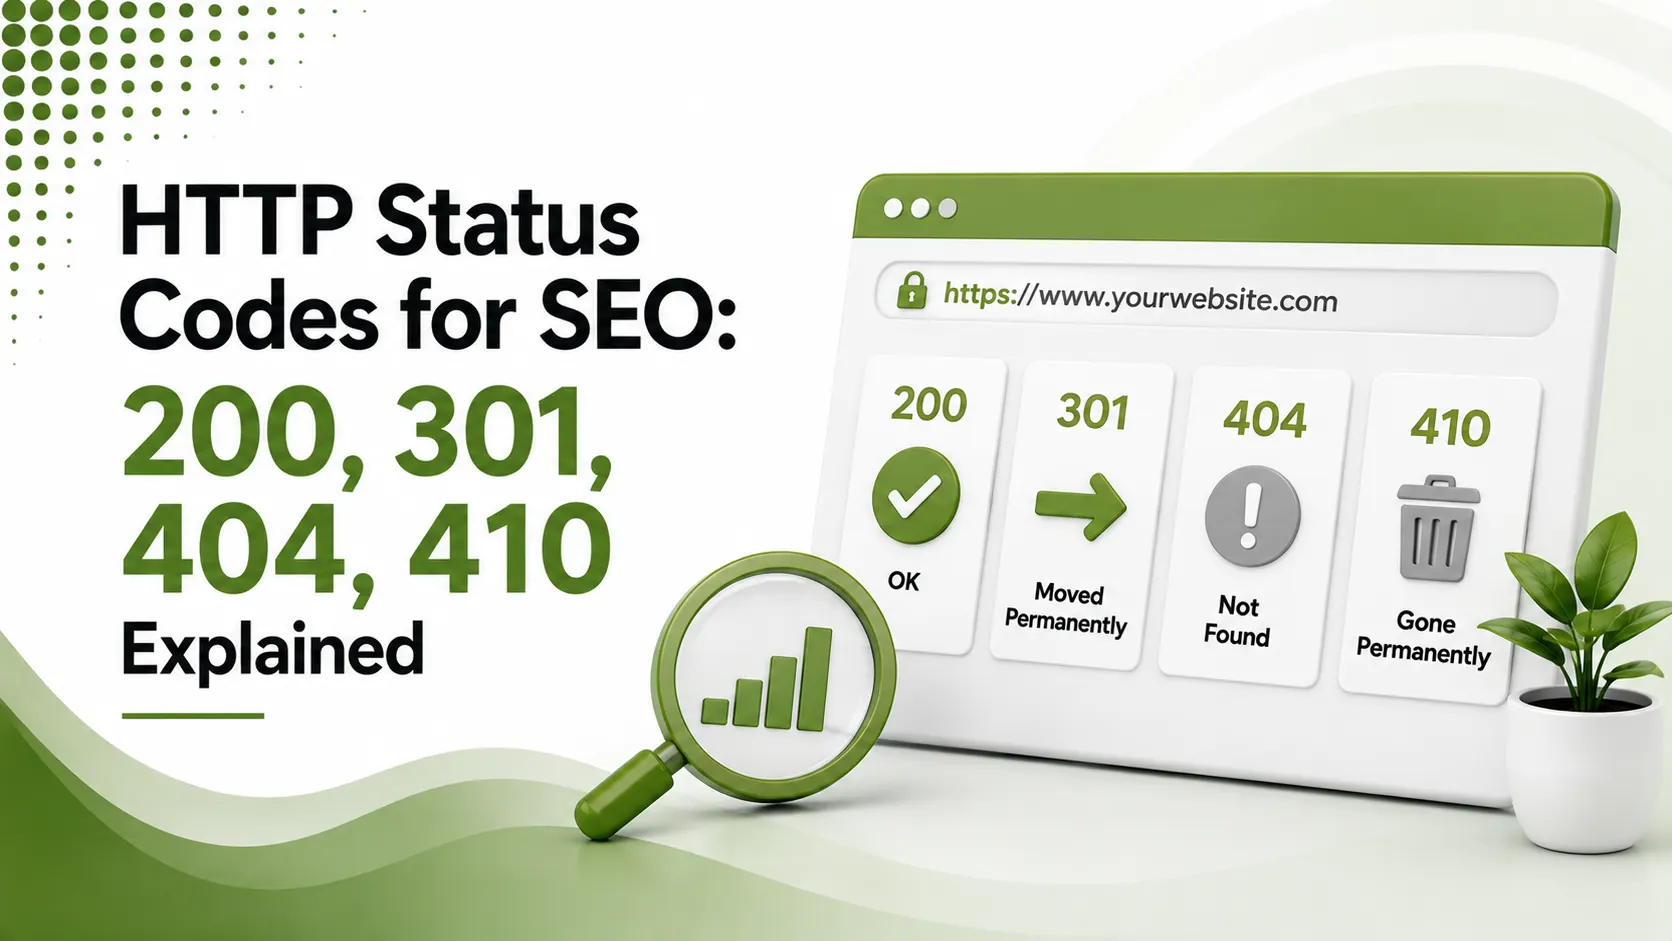 HTTP Status
Codes for SEO:
200, 301,
404, 410
Explained
https://www.yourwebsite.com
200
OK
301
Moved
Permanently
404
Not
Found
410
Gone
Permanently